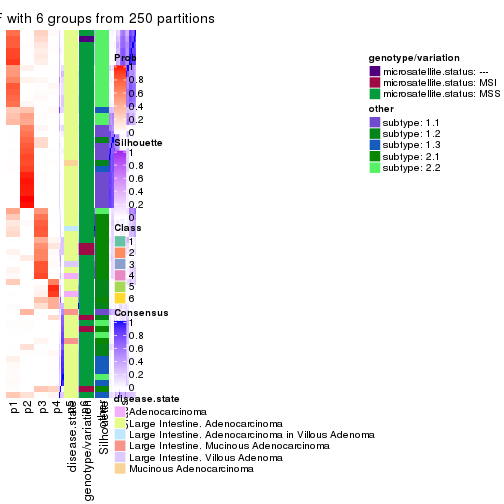 F with 6 groups from 250 partitions
Prob
1
0.8
0.6
0.4
0.2
0
Silhouette
1
0.8
0.6
0.4
0.2
0
Class
1
2
3
4
5
6
Consensus
1
0.8
0.6
0.4
0.2
0
disease.state
Adenocarcinoma
Large Intestine. Adenocarcinoma
Large Intestine. Adenocarcinoma in Villous Adenoma
Large Intestine. Mucinous Adenocarcinoma
Large Intestine. Villous Adenoma
Mucinous Adenocarcinoma
genotype/variation
microsatellite.status: ---
microsatellite.status: MSI
microsatellite.status: MSS
other
subtype: 1.1
subtype: 1.2
subtype: 1.3
subtype: 2.1
subtype: 2.2
p1
p2
p3
p4
disease.state
genotype/variation
Silhouette